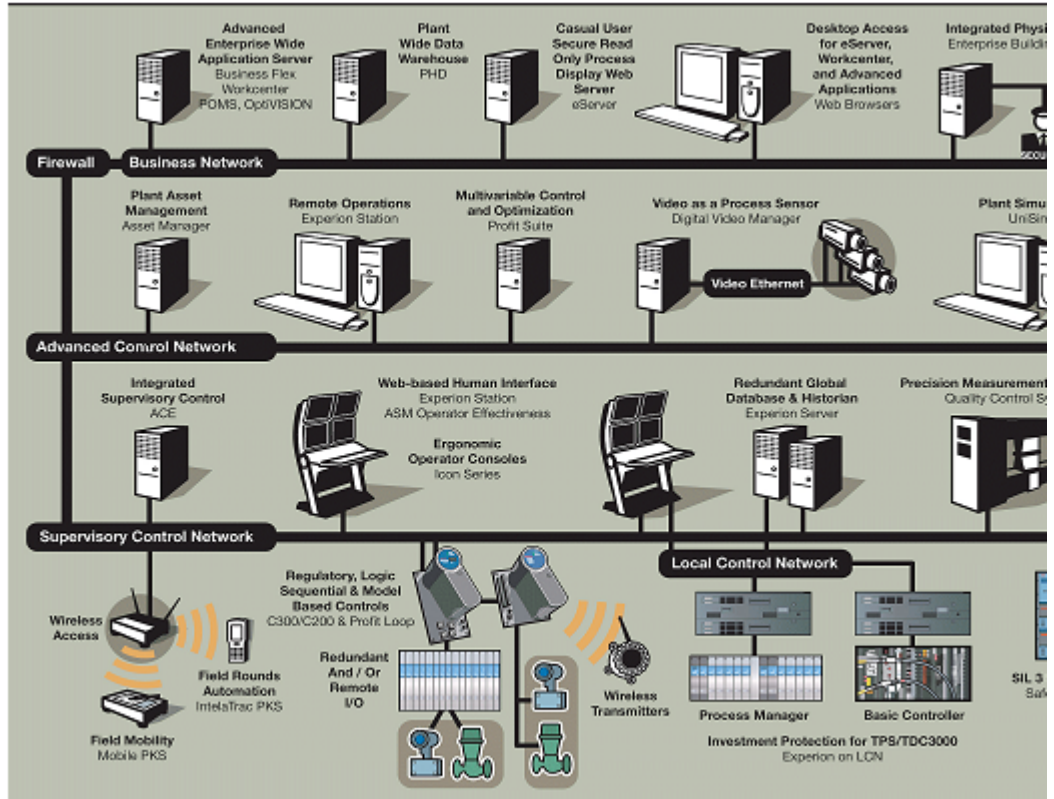 Advanced
Enterprise Wide
Application Server
Business Flex
Workcenter
POMS, OptiVISION
Plant
Wide Data
Warehouse
PHD
Casual User
Secure Read
Only Process
Display Web
Server
eServer
Desktop Access
for eServer,
Workcenter,
and Advanced
Applications
Web Browsers
Integrated
Enterprise
Firewall
Business Network
Plant Asset
Management
Asset Manager
Remote Operations
Experion Station
Multivariable Control
and Optimization
Profit Suite
Video as a Process Sensor
Digital Video Manager
Plant
Video Ethernet
Advanced Control Network
Integrated
Supervisory Control
ACE
Web-based Human Interface
Experion Station
ASM Operator Effectiveness
Ergonomic
Operator Consoles
Icon Series
Redundant Global
Database & Historian
Experion Server
Precision Measurement
Quality Control
Supervisory Control Network
Local Control Network
Wireless
Access
Field Rounds
Automation
IntelaTrac PKS
Field Mobility
Mobile PKS
Regulatory, Logic
Sequential & Model
Based Controls
C300/C200 & Profit Loop
Redundant
And / Or
Remote
I/O
Wireless
Transmitters
Process Manager
Basic Controller
Investment Protection for TPS/TDC3000
Experion on LCN
SIL 3